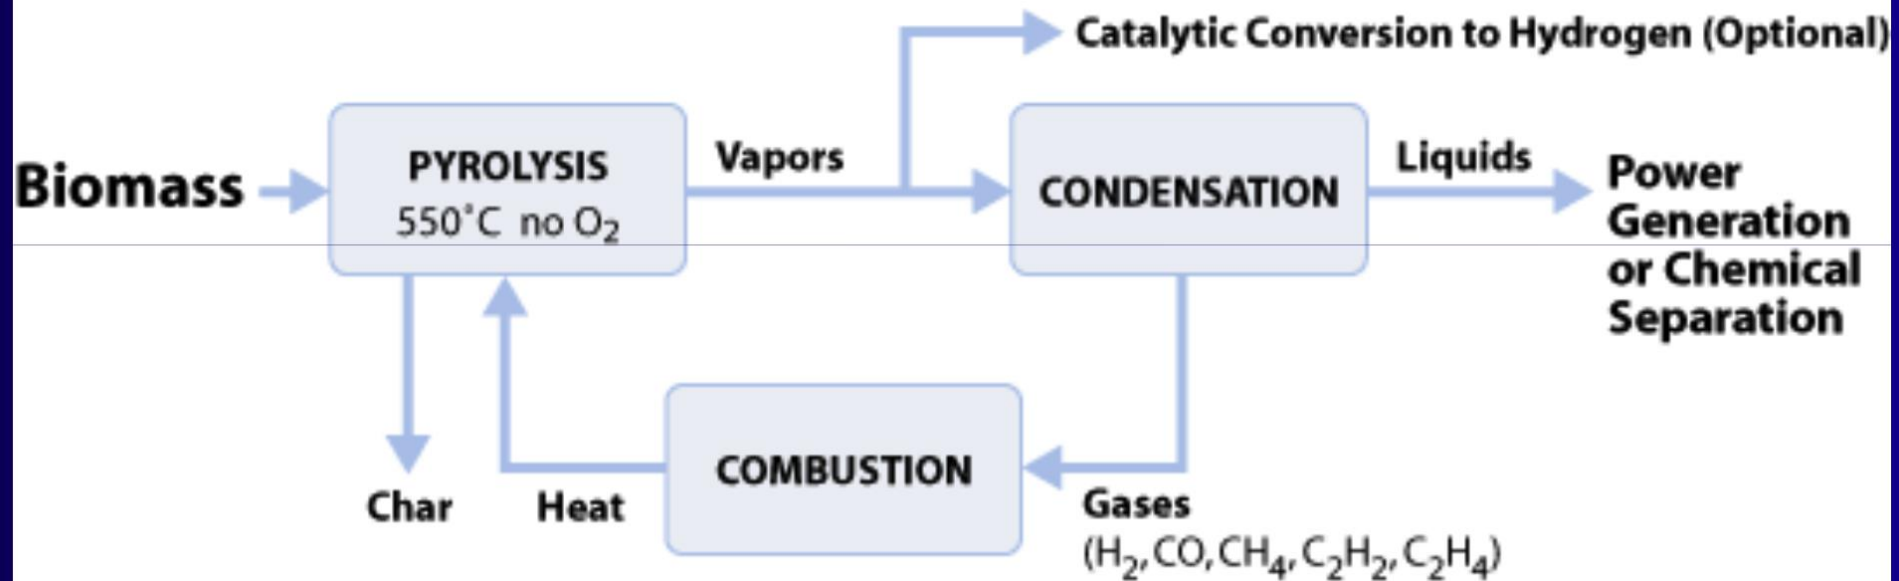 Catalytic Conversion to Hydrogen (Optional)
Biomass
PYROLYSIS
550°C no O₂
Vapors
CONDENSATION
Liquids
Power
Generation
or Chemical
Separation
Char
Heat
COMBUSTION
Gases
(H₂, CO, CH₄, C₂H₂, C₂H₄)